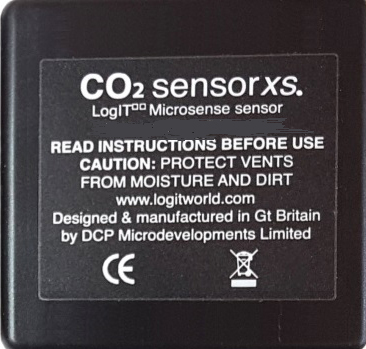 CO₂ sensorxs.
LogIT Microsense sensor
READ INSTRUCTIONS BEFORE USE
CAUTION: PROTECT VENTS
FROM MOISTURE AND DIRT
www.logitworld.com
Designed & manufactured in Gt Britain
by DCP Microdevelopments Limited
CE